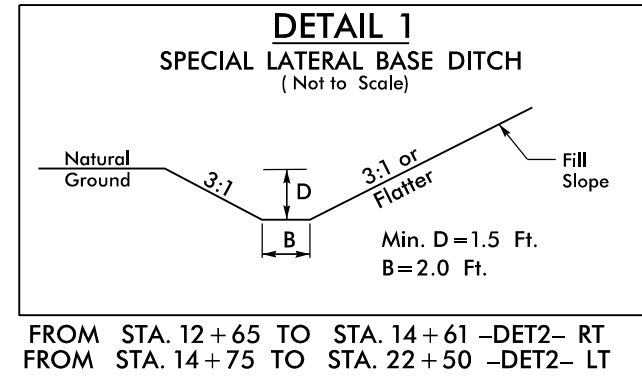 DETAIL 1
SPECIAL LATERAL BASE DITCH
( Not to Scale)
Natural
Ground
3:1
D
B
3:1 or
Flatter
Fill
Slope
Min. D=1.5 Ft.
B=2.0 Ft.
FROM STA. 12+65 TO STA. 14+61 -DET2- RT
FROM STA. 14+75 TO STA. 22+50 -DET2- LT